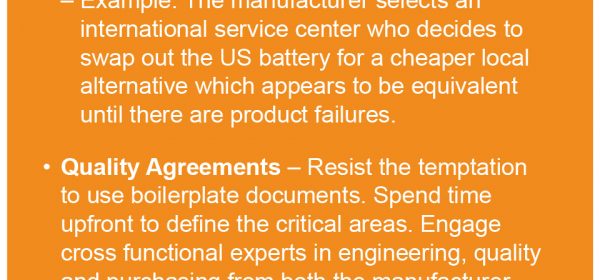 – Example: The manufacturer selects an
international service center who decides to
swap out the US battery for a cheaper local
alternative which appears to be equivalent
until there are product failures.
• Quality Agreements – Resist the temptation
to use boilerplate documents. Spend time
upfront to define the critical areas. Engage
cross functional experts in engineering, quality
and purchasing from both the manufacturer